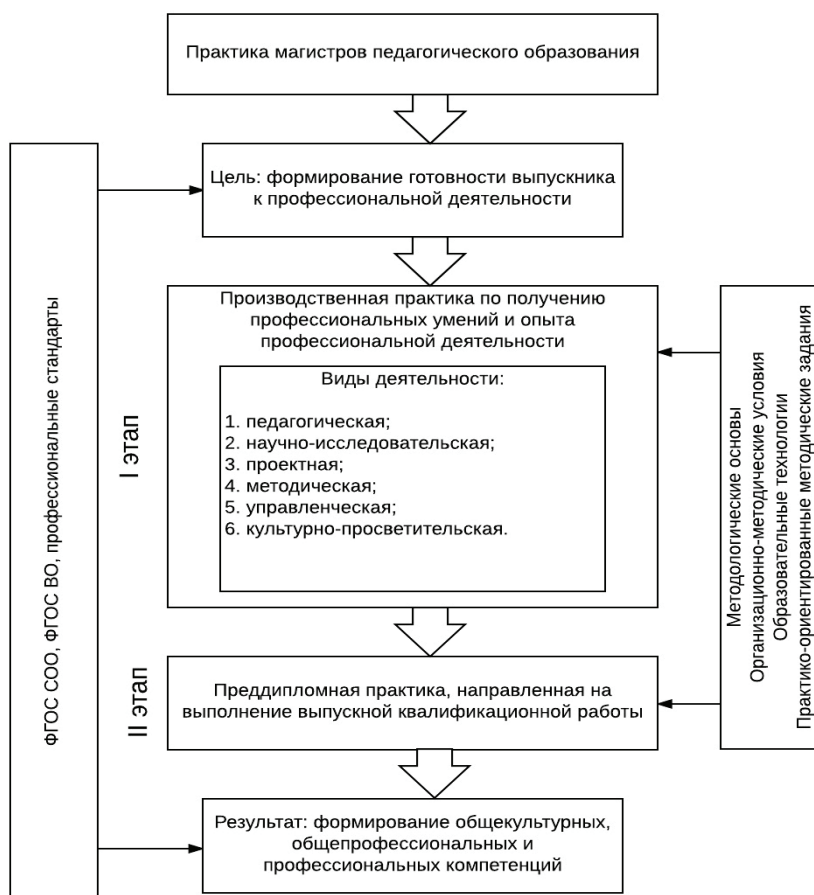 Практика магистров педагогического образования
Цель: формирование готовности выпускника
к профессиональной деятельности
ФГОС СОО, ФГОС ВО, профессиональные стандарты
I этап
Производственная практика по получению
профессиональных умений и опыта
профессиональной деятельности
Виды деятельности:
1. педагогическая;
2. научно-исследовательская;
3. проектная;
4. методическая;
5. управленческая;
6. культурно-просветительская.
Методологические основы
Организационно-методические условия
Образовательные технологии
Практико-ориентированные методические задания
II этап
Преддипломная практика, направленная на
выполнение выпускной квалификационной работы
Результат: формирование общекультурных,
общепрофессиональных и
профессиональных компетенций